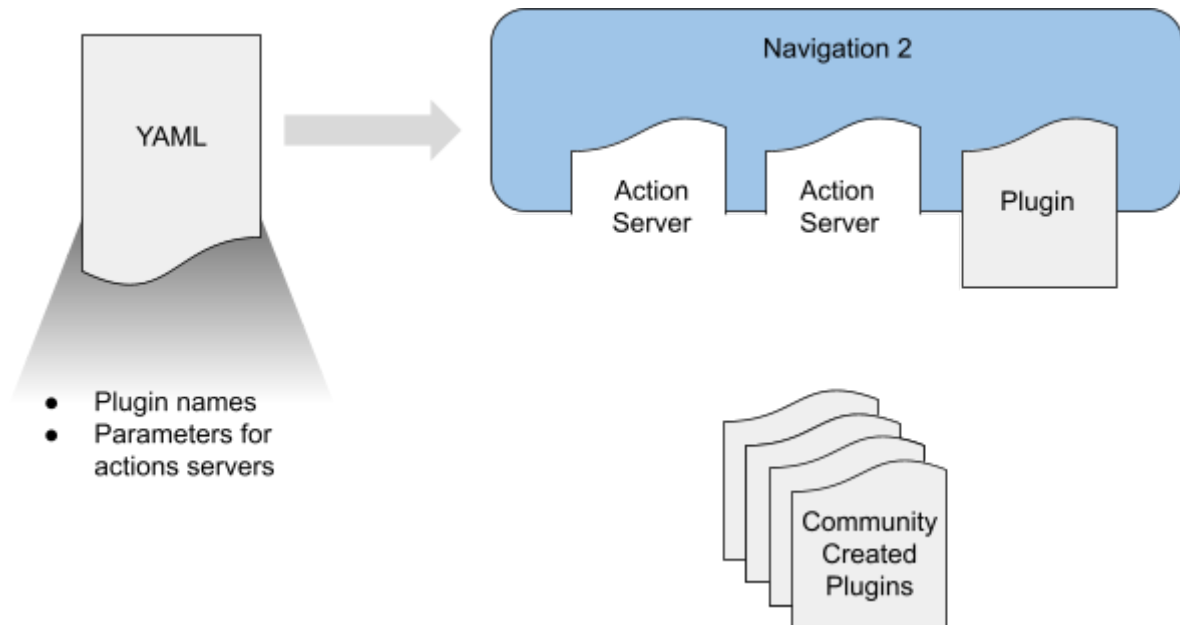 YAML
● Plugin names
● Parameters for
actions servers
Navigation 2
Action
Server
Action
Server
Plugin
Community
Created
Plugins